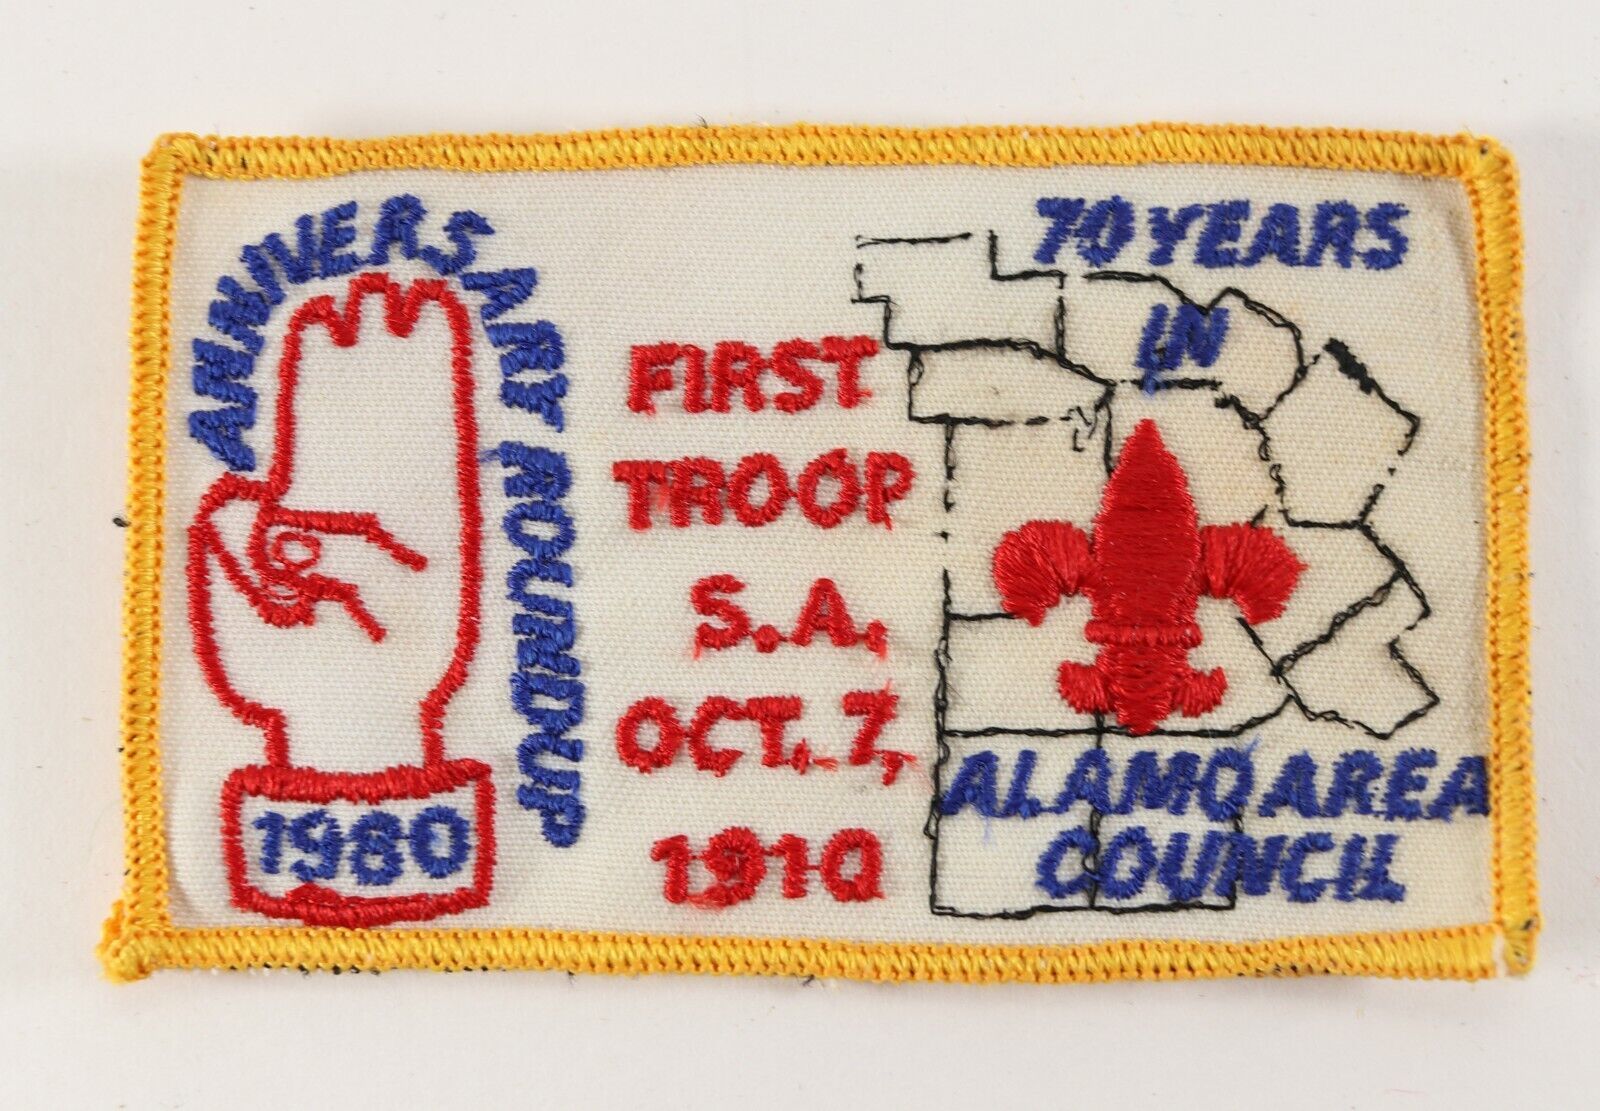 ANNIVERSARY ROUNDUP
1980
FIRST
TROOP
S.A.
OCT. 7,
1910
70 YEARS
IN
ALAMO AREA
COUNCIL